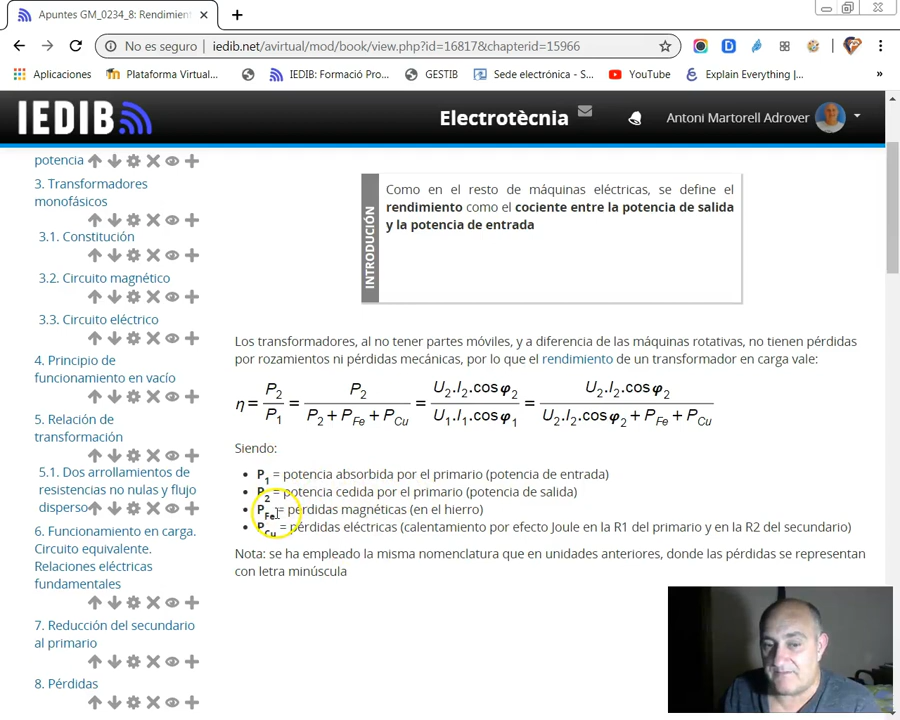 Apuntes GM_0234_8: Rendimien
No es seguro | iedib.net/avirtual/mod/book/view.php?id=16817&chapterid=15966
Aplicaciones Plataforma Virtual... IEDIB: Formació Pro... GESTIB Sede electrónica - S... YouTube Explain Everything |... »
IEDIB Electrotècnia Antoni Martorell Adrover
potencia
3. Transformadores
monofásicos
3.1. Constitución
3.2. Circuito magnético
3.3. Circuito eléctrico
4. Principio de
funcionamiento en vacío
5. Relación de
transformación
5.1. Dos arrollamientos de
resistencias no nulas y flujo
disperso
6. Funcionamiento en carga.
Circuito equivalente.
Relaciones eléctricas
fundamentales
7. Reducción del secundario
al primario
8. Pérdidas
INTRODUCCIÓN
Como en el resto de máquinas eléctricas, se define el
rendimiento como el cociente entre la potencia de salida
y la potencia de entrada
Los transformadores, al no tener partes móviles, y a diferencia de las máquinas rotativas, no tienen pérdidas
por rozamientos ni pérdidas mecánicas, por lo que el rendimiento de un transformador en carga vale:
η = P2/P1 = P2/(P2 + PFe + PCu) = U2.I2.cosφ2/U1.I1.cosφ1 = U2.I2.cosφ2/(U2.I2.cosφ2 + PFe + PCu)
Siendo:
• P1 = potencia absorbida por el primario (potencia de entrada)
• P2 = potencia cedida por el primario (potencia de salida)
• PFe = pérdidas magnéticas (en el hierro)
• PCu = pérdidas eléctricas (calentamiento por efecto Joule en la R1 del primario y en la R2 del secundario)
Nota: se ha empleado la misma nomenclatura que en unidades anteriores, donde las pérdidas se representan
con letra minúscula